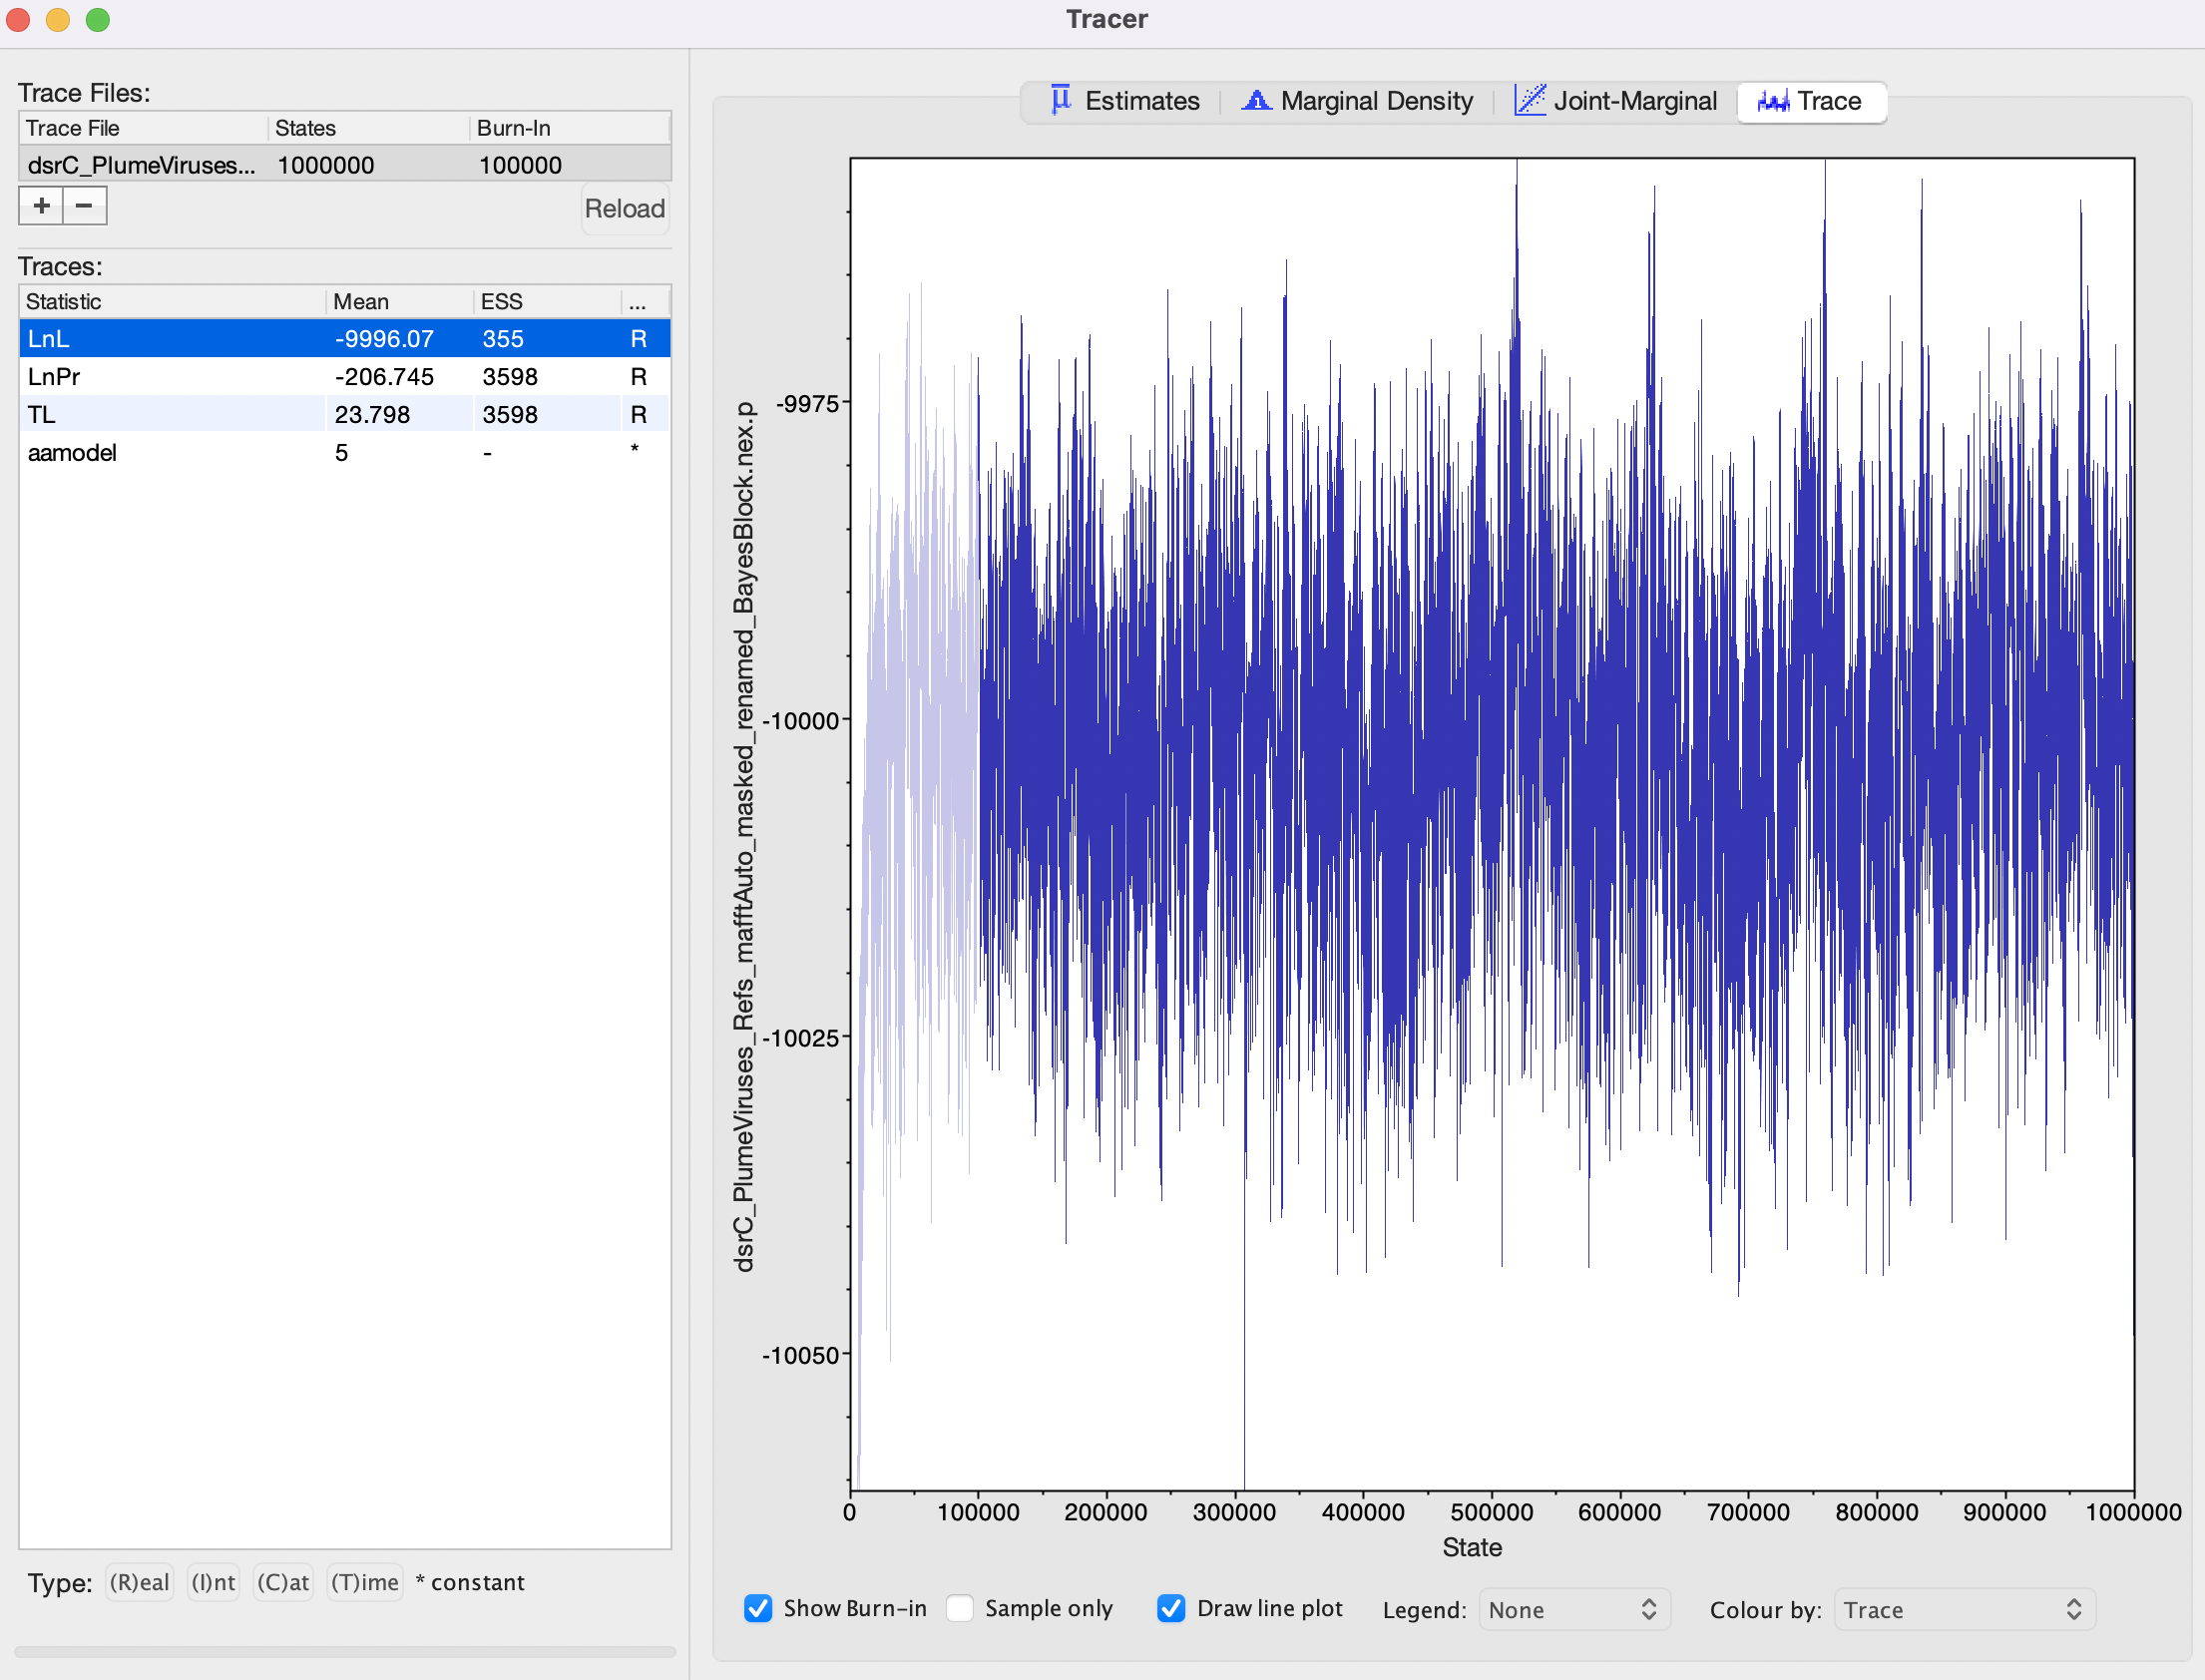 Tracer
Trace Files:
Trace File States Burn-In
dsrC_PlumeViruses... 1000000 100000
+ −
Reload
Traces:
Statistic Mean ESS ...
LnL -9996.07 355 R
LnPr -206.745 3598 R
TL 23.798 3598 R
aamodel 5 - *
Type: (R)eal (I)nt (C)at (T)ime * constant
Estimates Marginal Density Joint-Marginal Trace
dsrC_PlumeViruses_Refs_mafftAuto_masked_renamed_BayesBlock.nex.p
-9975
-10000
-10025
-10050
0 100000 200000 300000 400000 500000 600000 700000 800000 900000 1000000
State
Show Burn-in Sample only Draw line plot Legend: None Colour by: Trace